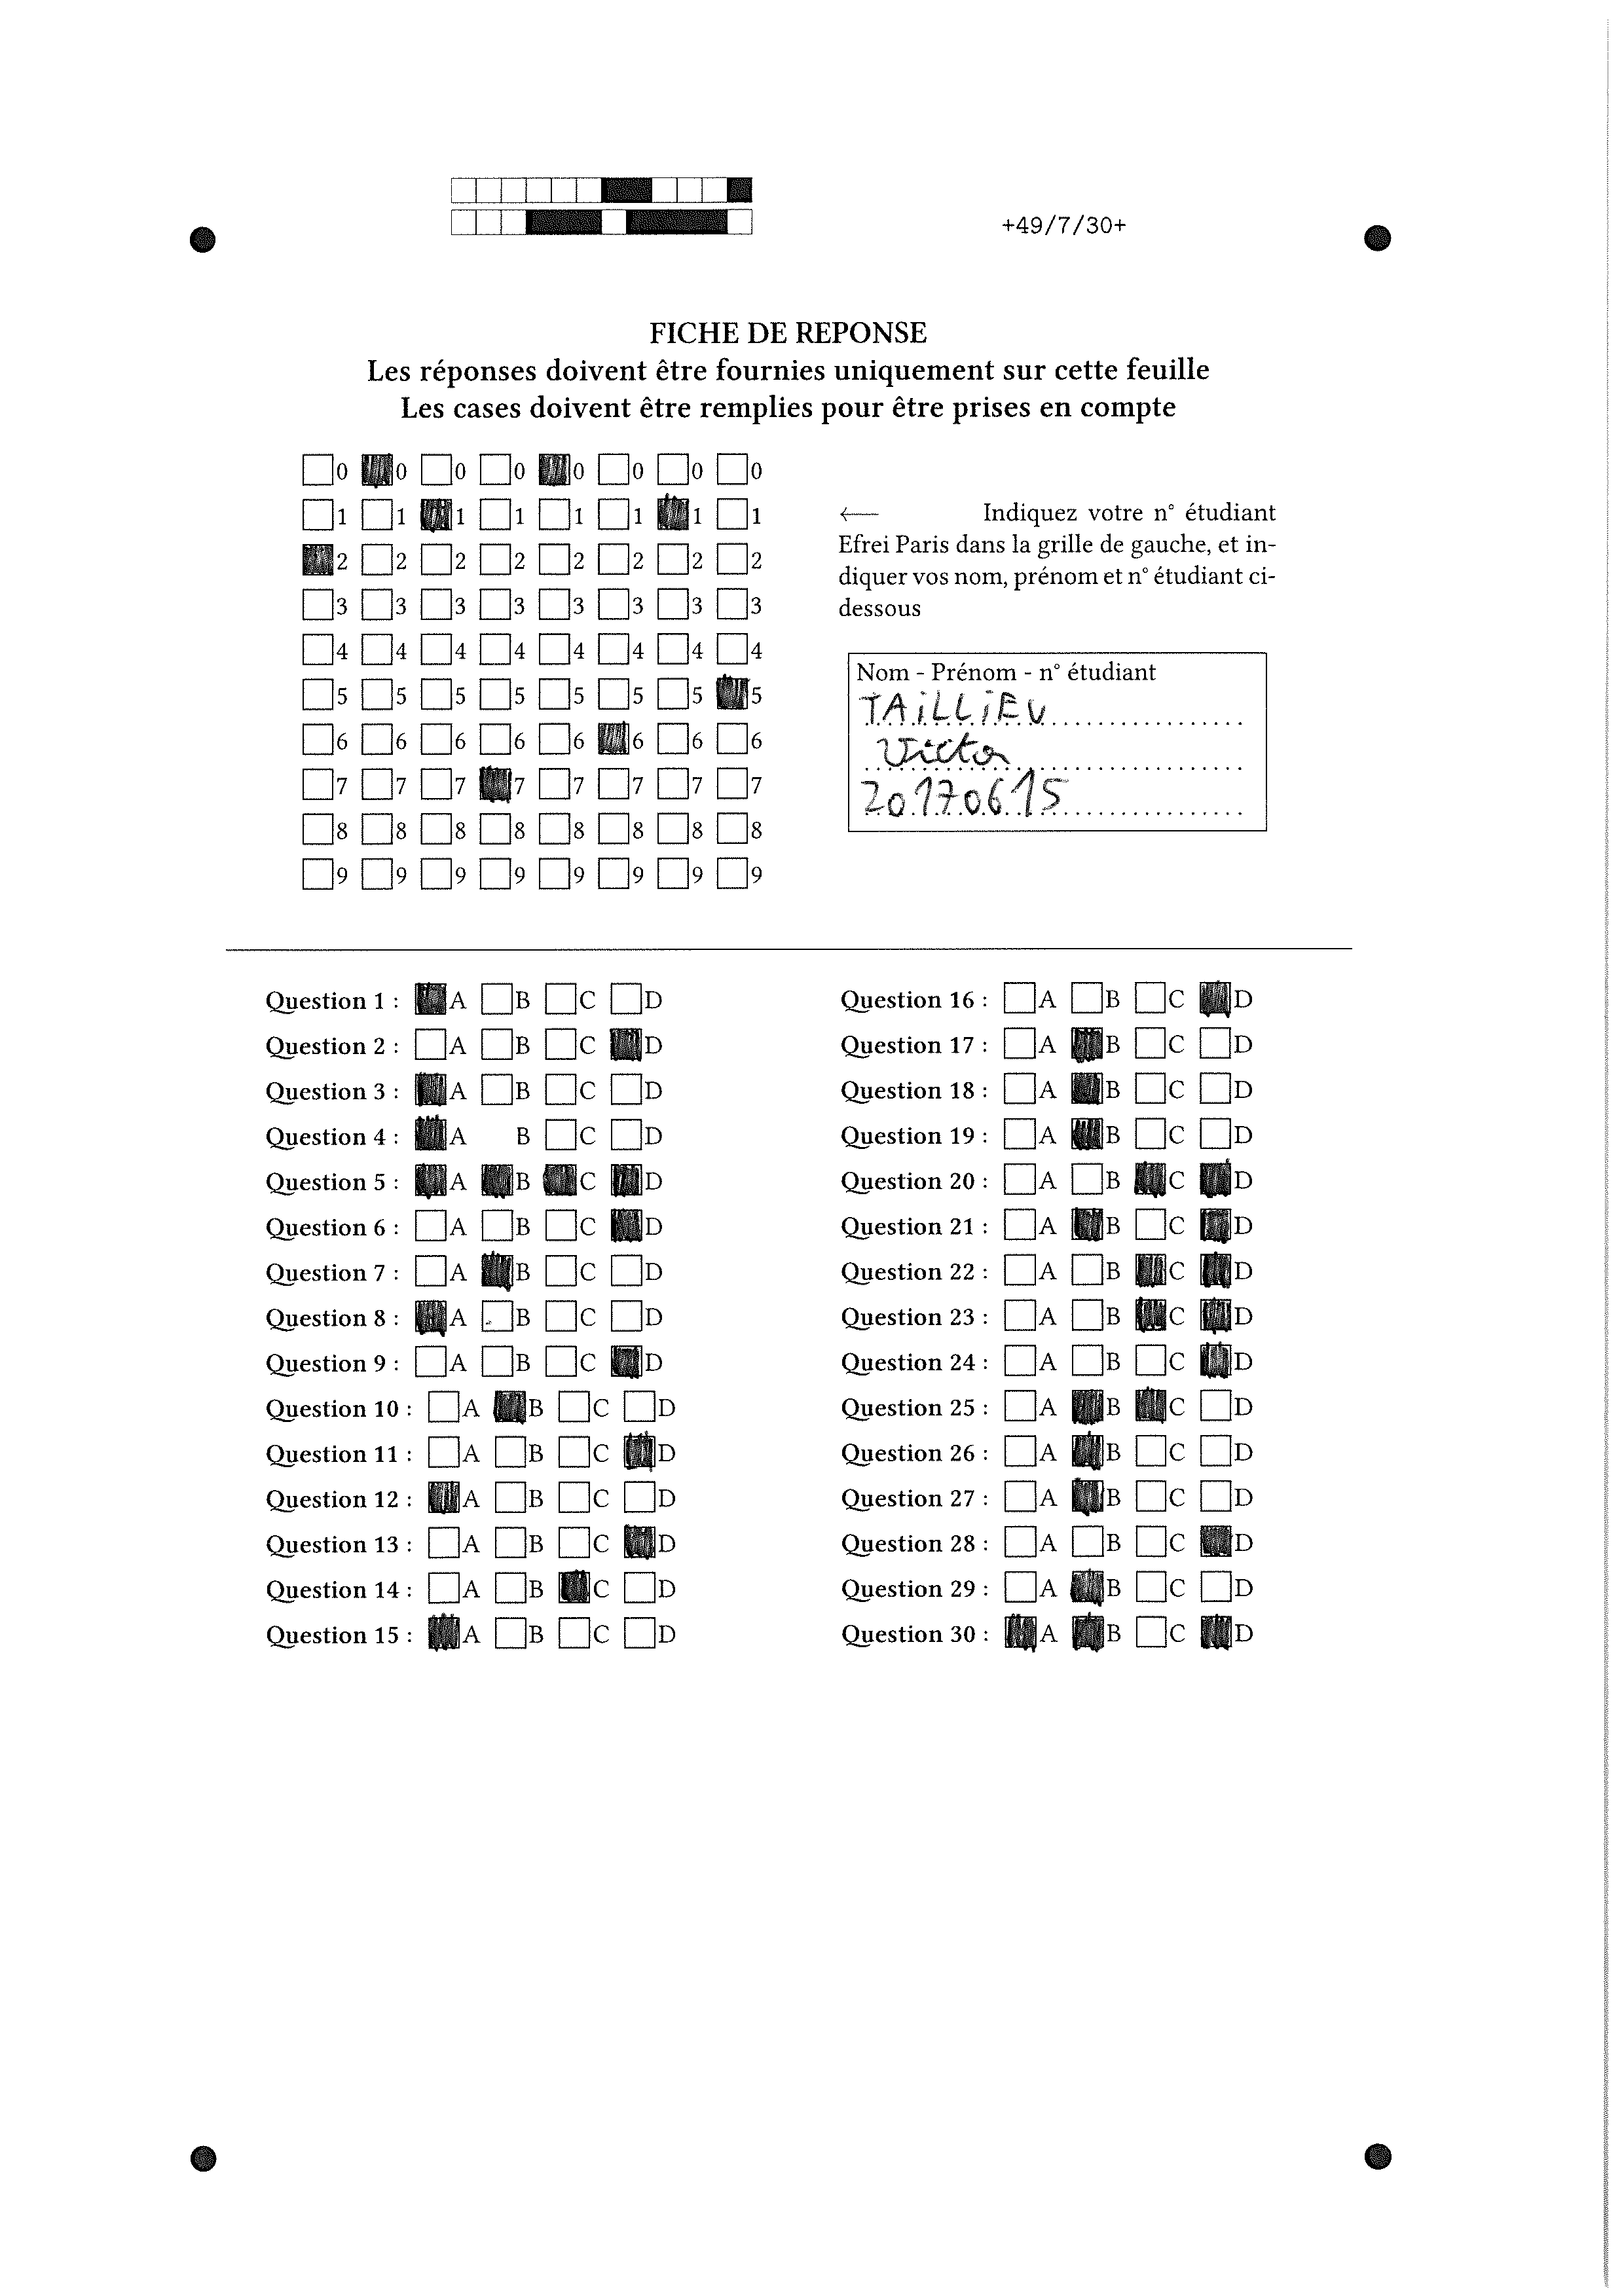 +49/7/30+
FICHE DE REPONSE
Les réponses doivent être fournies uniquement sur cette feuille
Les cases doivent être remplies pour être prises en compte
0 0 0 0 0 0 0 0
1 1 1 1 1 1 1 1
2 2 2 2 2 2 2 2
3 3 3 3 3 3 3 3
4 4 4 4 4 4 4 4
5 5 5 5 5 5 5 5
6 6 6 6 6 6 6 6
7 7 7 7 7 7 7 7
8 8 8 8 8 8 8 8
9 9 9 9 9 9 9 9
← Indiquez votre n° étudiant
Efrei Paris dans la grille de gauche, et in-
diquer vos nom, prénom et n° étudiant ci-
dessous
Nom - Prénom - n° étudiant
TAiLLiEU
Victor
20170615
Question 1 : A B C D
Question 2 : A B C D
Question 3 : A B C D
Question 4 : A B C D
Question 5 : A B C D
Question 6 : A B C D
Question 7 : A B C D
Question 8 : A B C D
Question 9 : A B C D
Question 10 : A B C D
Question 11 : A B C D
Question 12 : A B C D
Question 13 : A B C D
Question 14 : A B C D
Question 15 : A B C D
Question 16 : A B C D
Question 17 : A B C D
Question 18 : A B C D
Question 19 : A B C D
Question 20 : A B C D
Question 21 : A B C D
Question 22 : A B C D
Question 23 : A B C D
Question 24 : A B C D
Question 25 : A B C D
Question 26 : A B C D
Question 27 : A B C D
Question 28 : A B C D
Question 29 : A B C D
Question 30 : A B C D